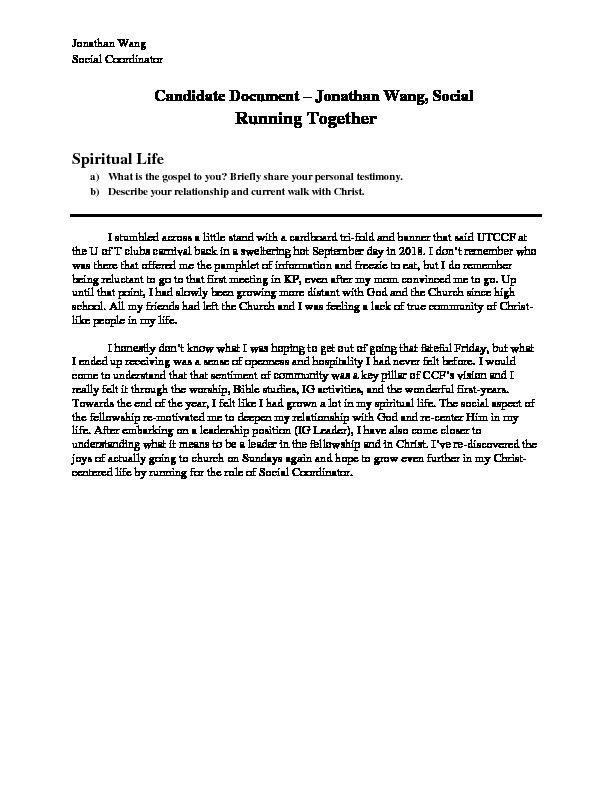 Jonathan Wang
Social Coordinator
Candidate Document – Jonathan Wang, Social
Running Together
Spiritual Life
a) What is the gospel to you? Briefly share your personal testimony.
b) Describe your relationship and current walk with Christ.
I stumbled across a little stand with a cardboard tri-fold and banner that said UTCCF at
the U of T clubs carnival back in a sweltering hot September day in 2018. I don't remember who
was there that offered me the pamphlet of information and freezie to eat, but I do remember
being reluctant to go to that first meeting in KP, even after my mom convinced me to go. Up
until that point, I had slowly been growing more distant with God and the Church since high
school. All my friends had left the Church and I was feeling a lack of true community of Christ-
like people in my life.
I honestly don't know what I was hoping to get out of going that fateful Friday, but what
I ended up receiving was a sense of openness and hospitality I had never felt before. I would
come to understand that that sentiment of community was a key pillar of CCF's vision and I
really felt it through the worship, Bible studies, IG activities, and the wonderful first-years.
Towards the end of the year, I felt like I had grown a lot in my spiritual life. The social aspect of
the fellowship re-motivated me to deepen my relationship with God and re-center Him in my
life. After embarking on a leadership position (IG Leader), I have also come closer to
understanding what it means to be a leader in the fellowship and in Christ. I've re-discovered the
joys of actually going to church on Sundays again and hope to grow even further in my Christ-
centered life by running for the role of Social Coordinator.